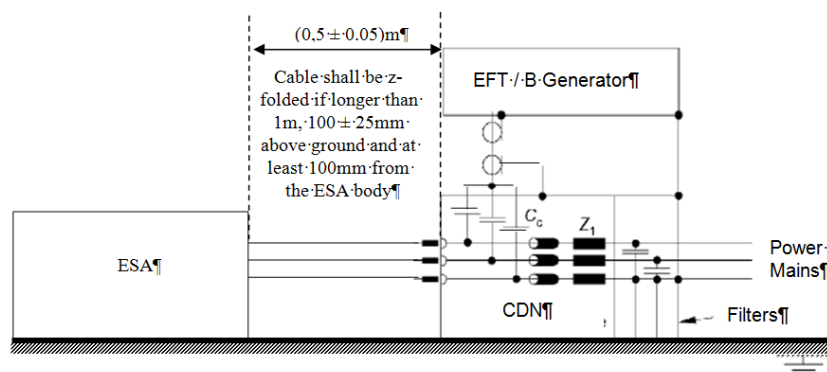 (0,5·±·0.05)m¶
Cable·shall·be·z-
folded·if·longer·than·
1m,·100·±·25mm·
above·ground·and·at·
least·100mm·from·
the·ESA·body¶
EFT·/·B·Generator¶
Cc
Z1
ESA¶
CDN¶
Power·
Mains¶
Filters¶